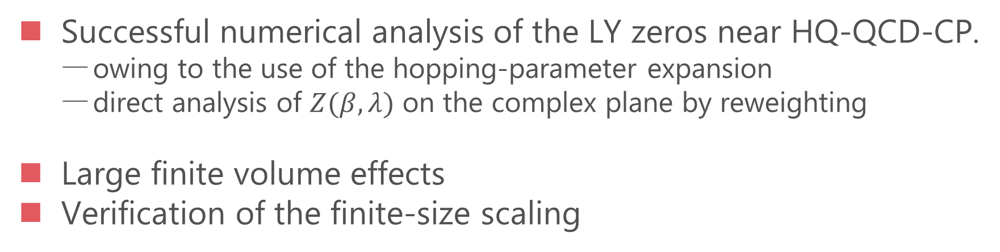 ■ Successful numerical analysis of the LY zeros near HQ-QCD-CP.
— owing to the use of the hopping-parameter expansion
— direct analysis of 𝑍(𝛽, 𝜆) on the complex plane by reweighting
■ Large finite volume effects
■ Verification of the finite-size scaling